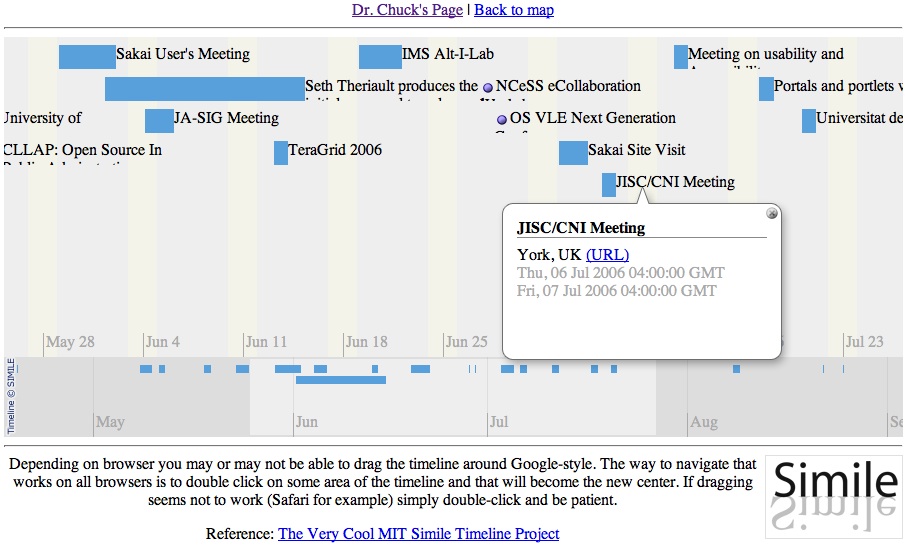 Dr. Chuck's Page | Back to map
Sakai User's Meeting
IMS Alt-I-Lab
Meeting on usability and
Seth Theriault produces the
NCeSS eCollaboration
Portals and portlets
University of
JA-SIG Meeting
OS VLE Next Generation
Universitat de
CLLAP: Open Source In
TeraGrid 2006
Sakai Site Visit
JISC/CNI Meeting
JISC/CNI Meeting
York, UK (URL)
Thu, 06 Jul 2006 04:00:00 GMT
Fri, 07 Jul 2006 04:00:00 GMT
May 28
Jun 4
Jun 11
Jun 18
Jun 25
Jul 23
Timeline © SIMILE
May
Jun
Jul
Aug
Depending on browser you may or may not be able to drag the timeline around Google-style. The way to navigate that
works on all browsers is to double click on some area of the timeline and that will become the new center. If dragging
seems not to work (Safari for example) simply double-click and be patient.
Simile
Reference: The Very Cool MIT Simile Timeline Project